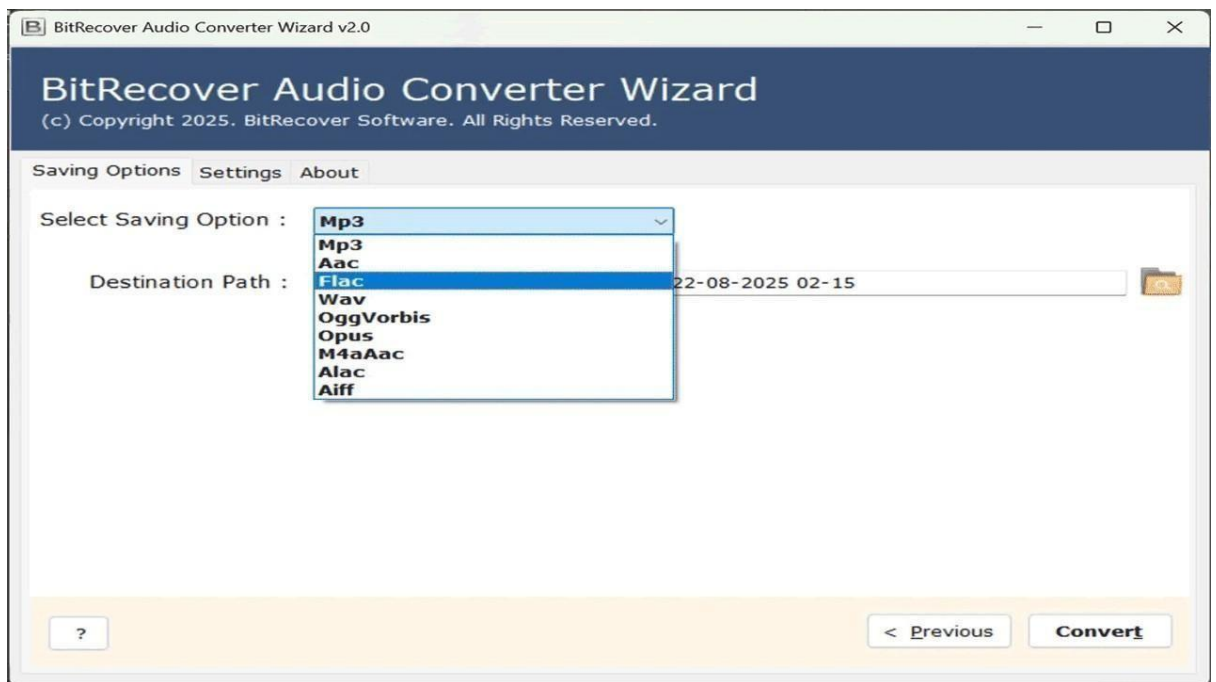 BitRecover Audio Converter Wizard v2.0
BitRecover Audio Converter Wizard
(c) Copyright 2025. BitRecover Software. All Rights Reserved.
Saving Options Settings About
Select Saving Option : Mp3
Mp3
Aac
Destination Path : Flac 22-08-2025 02-15
Wav
OggVorbis
Opus
M4aAac
Alac
Aiff
? < Previous Convert